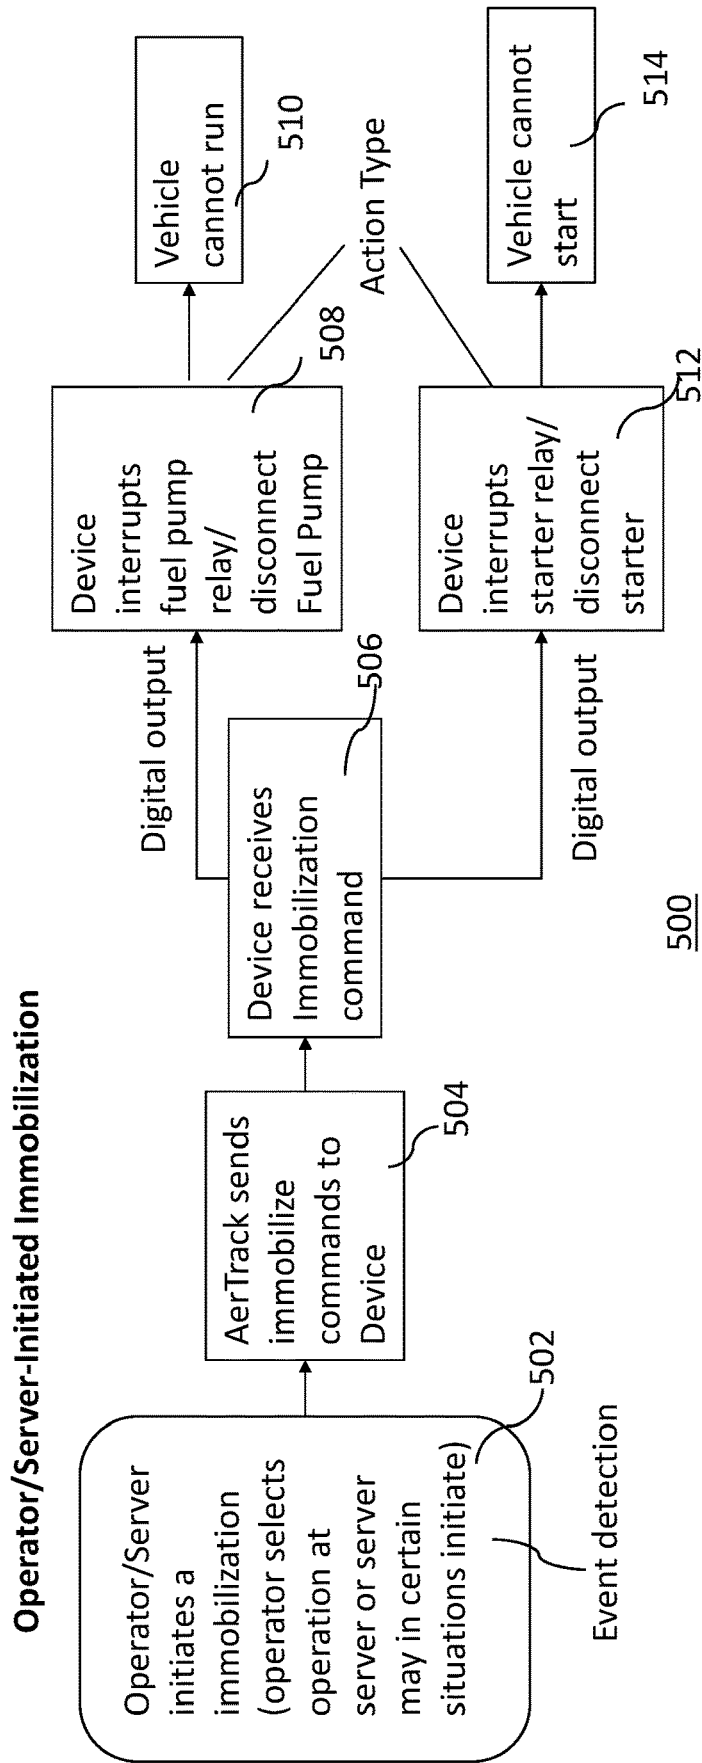 Operator/Server-Initiated Immobilization
Operator/Server
initiates a
immobilization
(operator selects
operation at
server or server
may in certain
situations initiate)
502
Event detection
AerTrack sends
immobilize
commands to
Device
504
Device receives
Immobilization
command
506
Digital output
Device
interrupts
fuel pump
relay/
disconnect
Fuel Pump
508
Vehicle
cannot run
510
Action Type
Digital output
Device
interrupts
starter relay/
disconnect
starter
512
Vehicle cannot
start
514
500